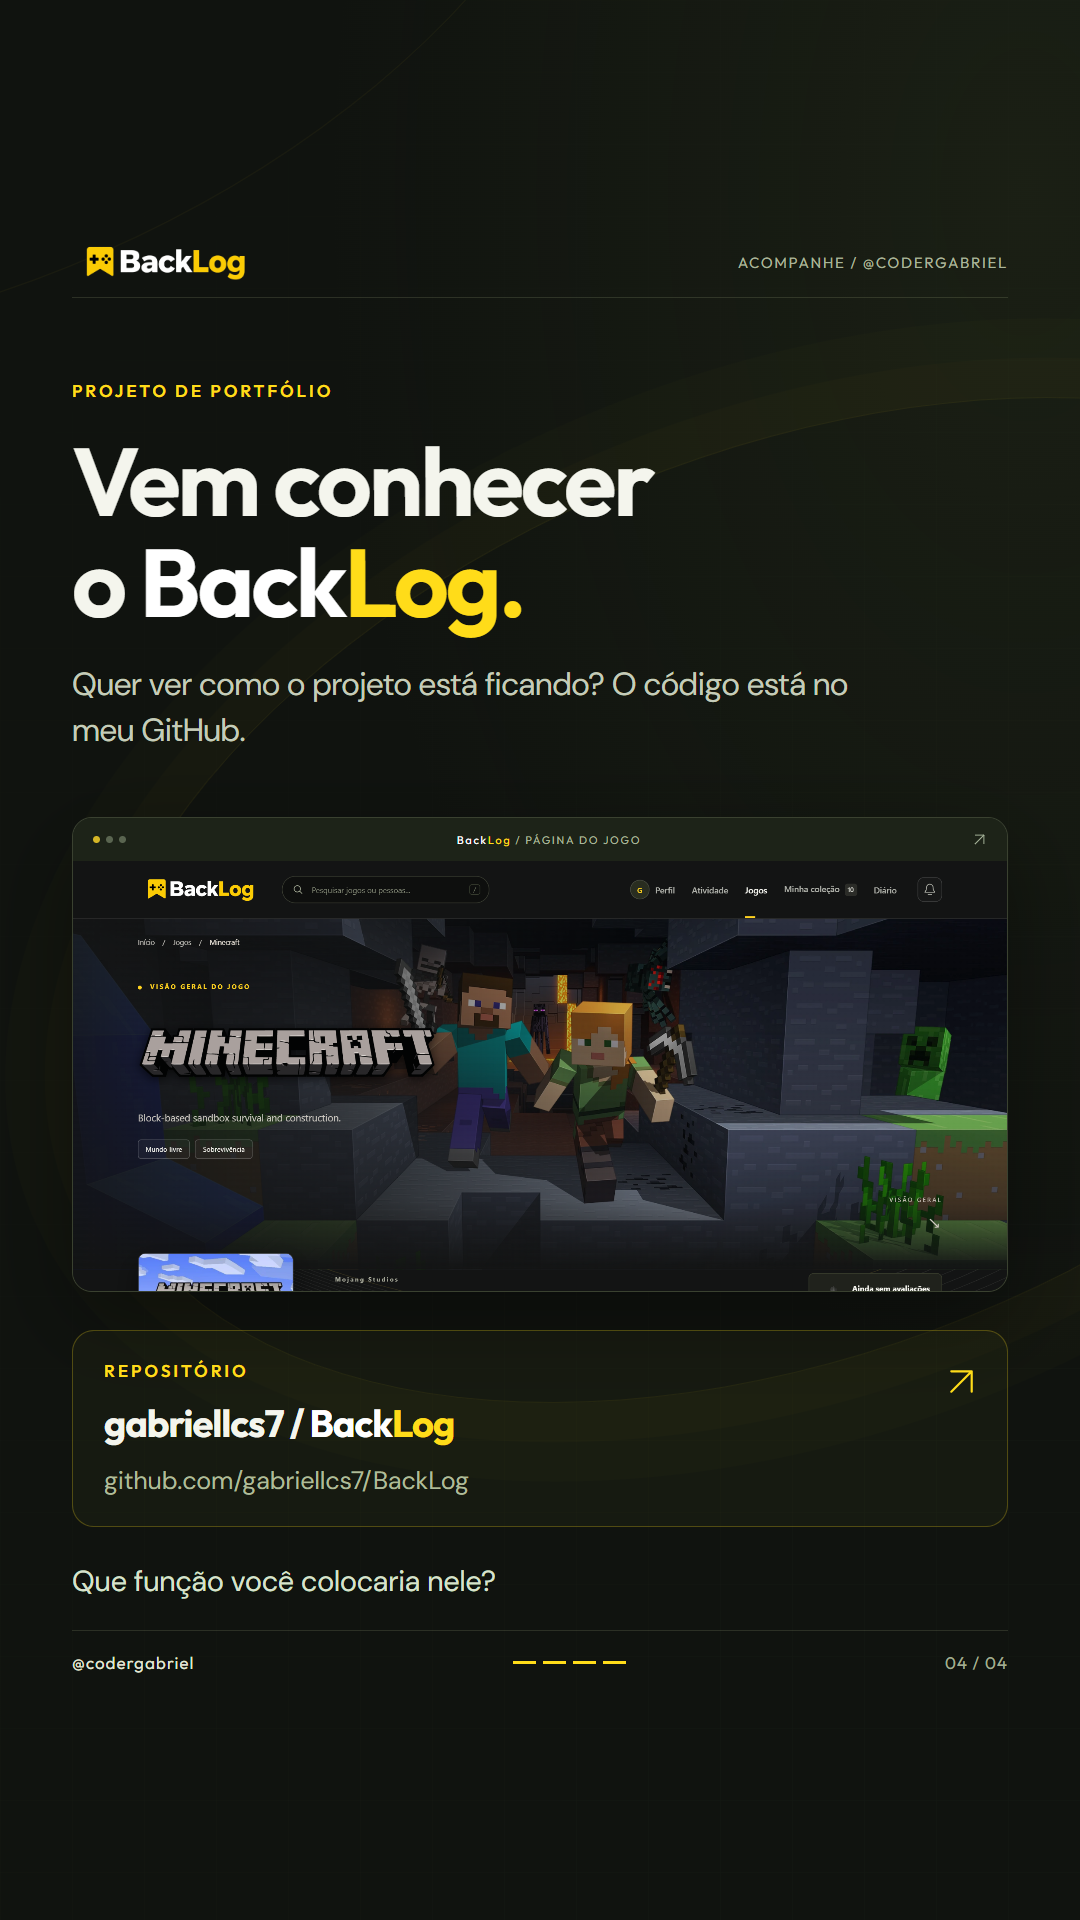 BackLog
ACOMPANHE / @CODERGABRIEL
PROJETO DE PORTFÓLIO
Vem conhecer
o BackLog.
Quer ver como o projeto está ficando? O código está no
meu GitHub.
BackLog / PÁGINA DO JOGO
BackLog
Pesquisar jogos ou pessoas...
/
G
Perfil
Atividade
Jogos
Minha coleção
10
Diário
Início / Jogos / Minecraft
VISÃO GERAL DO JOGO
MINECRAFT
Block-based sandbox survival and construction.
Mundo livre
Sobrevivência
VISÃO GERAL
MINECRAFT
Mojang Studios
Ainda sem avaliações
REPOSITÓRIO
gabriellcs7 / BackLog
github.com/gabriellcs7/BackLog
Que função você colocaria nele?
@codergabriel
04 / 04